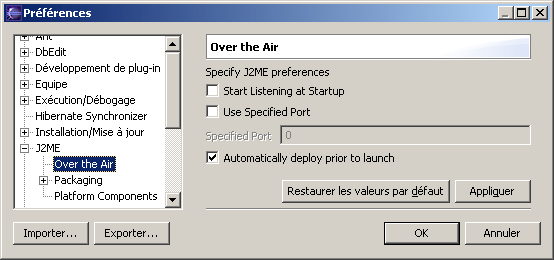 Préférences
Ant
DbEdit
Développement de plug-in
Equipe
Exécution/Débogage
Hibernate Synchronizer
Installation/Mise à jour
J2ME
Over the Air
Packaging
Platform Components
Over the Air
Specify J2ME preferences
Start Listening at Startup
Use Specified Port
Specified Port 0
Automatically deploy prior to launch
Restaurer les valeurs par défaut Appliquer
Importer... Exporter... OK Annuler